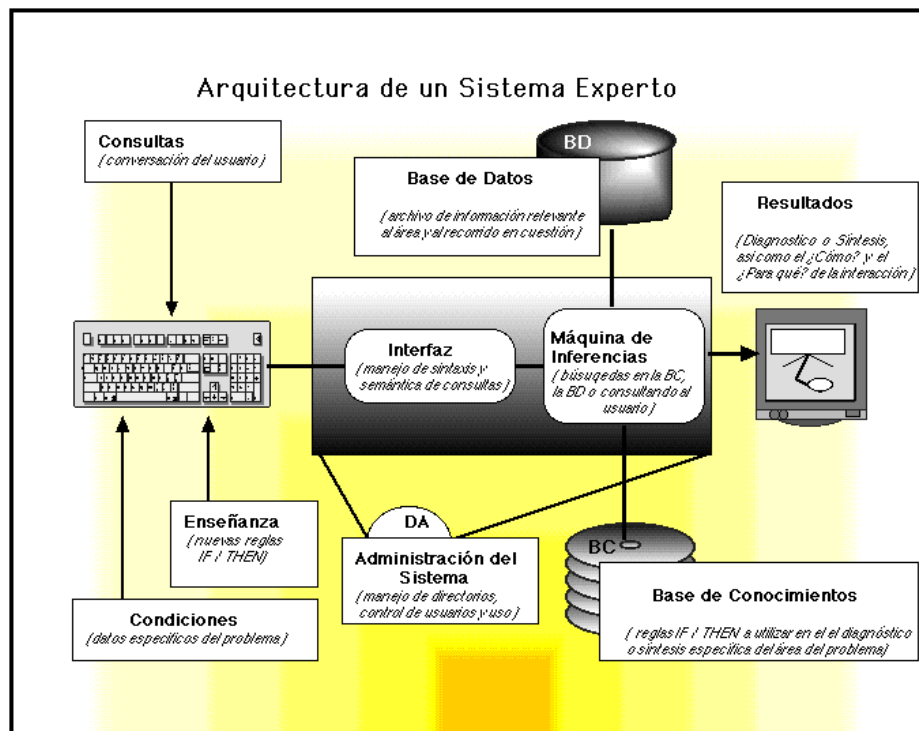 Arquitectura de un Sistema Experto
Consultas
( conversación del usuario )
BD
Base de Datos
( archivo de información relevante
al área y al recorrido en cuestión )
Resultados
( Diagnostico o Síntesis,
asi como el ¿Cómo? y el
¿Para qué? de la interacción )
Interfaz
( manejo de sintaxis y
semántica de consultas )
Máquina de
Inferencias
( búsuqedas en la BC,
la BD o consultando al
usuario )
Enseñanza
( nuevas reglas
IF / THEN)
Condiciones
(datos específicos del problema )
DA
Administración del
Sistema
( manejo de directorios,
control de usuarios y uso )
BC
Base de Conocimientos
( reglas IF / THEN a utilizar en el el diagnóstico
o síntesis específica del área del problema)